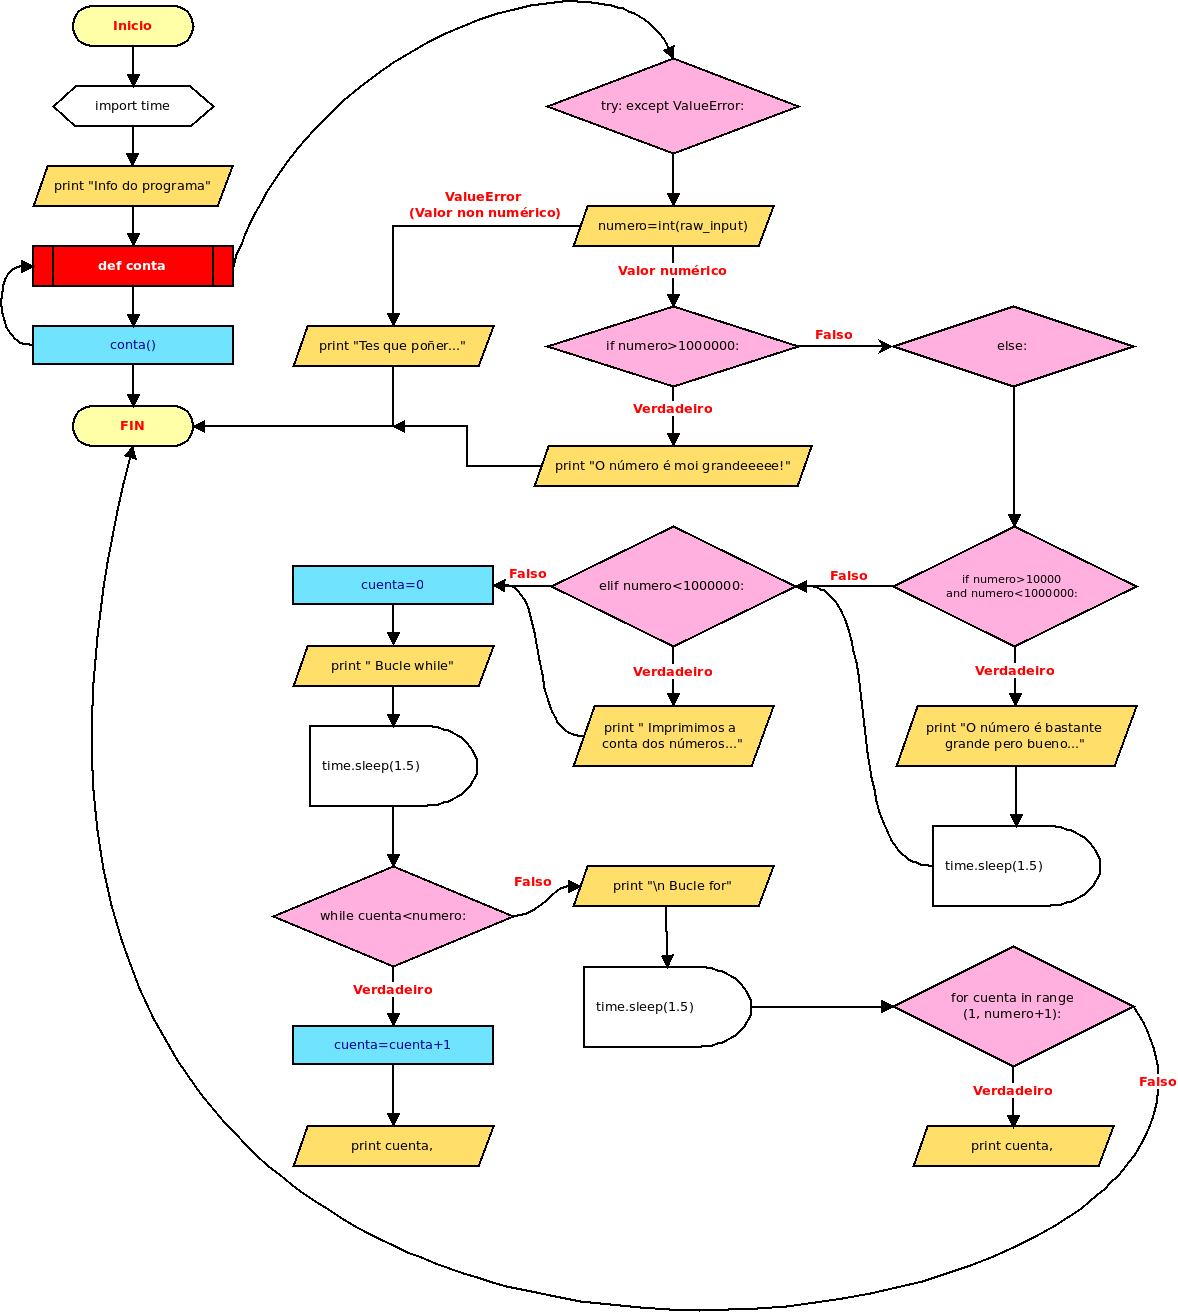 Inicio
import time
print "Info do programa"
def conta
conta()
FIN
try: except ValueError:
ValueError
(Valor non numérico)
numero=int(raw_input)
Valor numérico
print "Tes que poñer..."
if numero>1000000:
Falso
else:
Verdadeiro
print "O número é moi grandeeeee!"
if numero>10000
and numero<1000000:
Falso
elif numero<1000000:
Falso
cuenta=0
Verdadeiro
print "O número é bastante
grande pero bueno..."
time.sleep(1.5)
Verdadeiro
print " Imprimimos a
conta dos números..."
print " Bucle while"
time.sleep(1.5)
while cuenta<numero:
Falso
print "\n Bucle for"
Verdadeiro
cuenta=cuenta+1
print cuenta,
time.sleep(1.5)
for cuenta in range
(1, numero+1):
Falso
Verdadeiro
print cuenta,